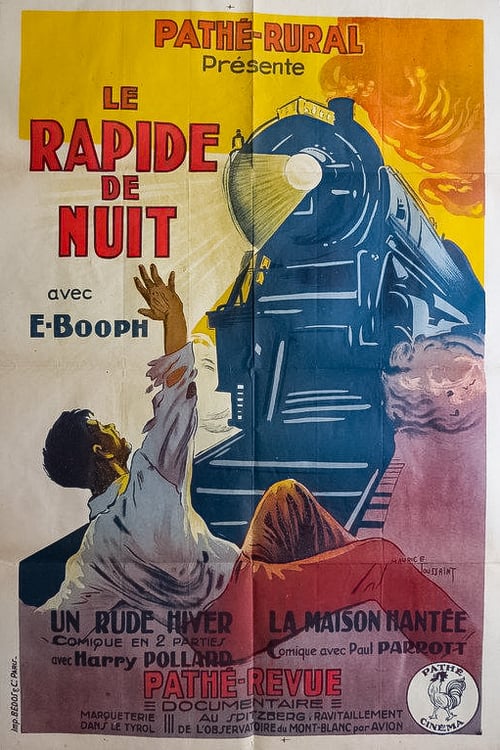 PATHÉ-RURAL
Présente
LE
RAPIDE
DE
NUIT
avec
E-BOOPH
MAURICE
TOUSSAINT
UN RUDE HIVER
COMIQUE EN 2 PARTIES
avec Harry POLLARD
LA MAISON HANTÉE
Comique avec Paul PARROTT
PATHÉ-REVUE
DOCUMENTAIRE
MARQUETERIE
DANS LE TYROL
AU SPITZBERG, RAVITAILLEMENT
DE L'OBSERVATOIRE DU MONT-BLANC par AVION
PATHÉ
CINÉMA
Imp. BEDOS & C. PARIS.